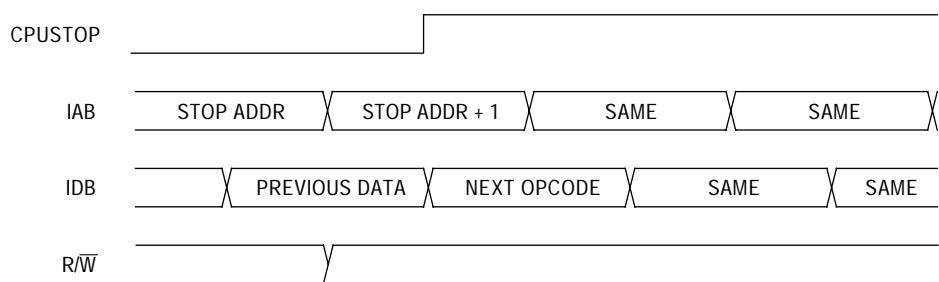 CPUSTOP
IAB STOP ADDR STOP ADDR + 1 SAME SAME
IDB PREVIOUS DATA NEXT OPCODE SAME SAME
R/W̅